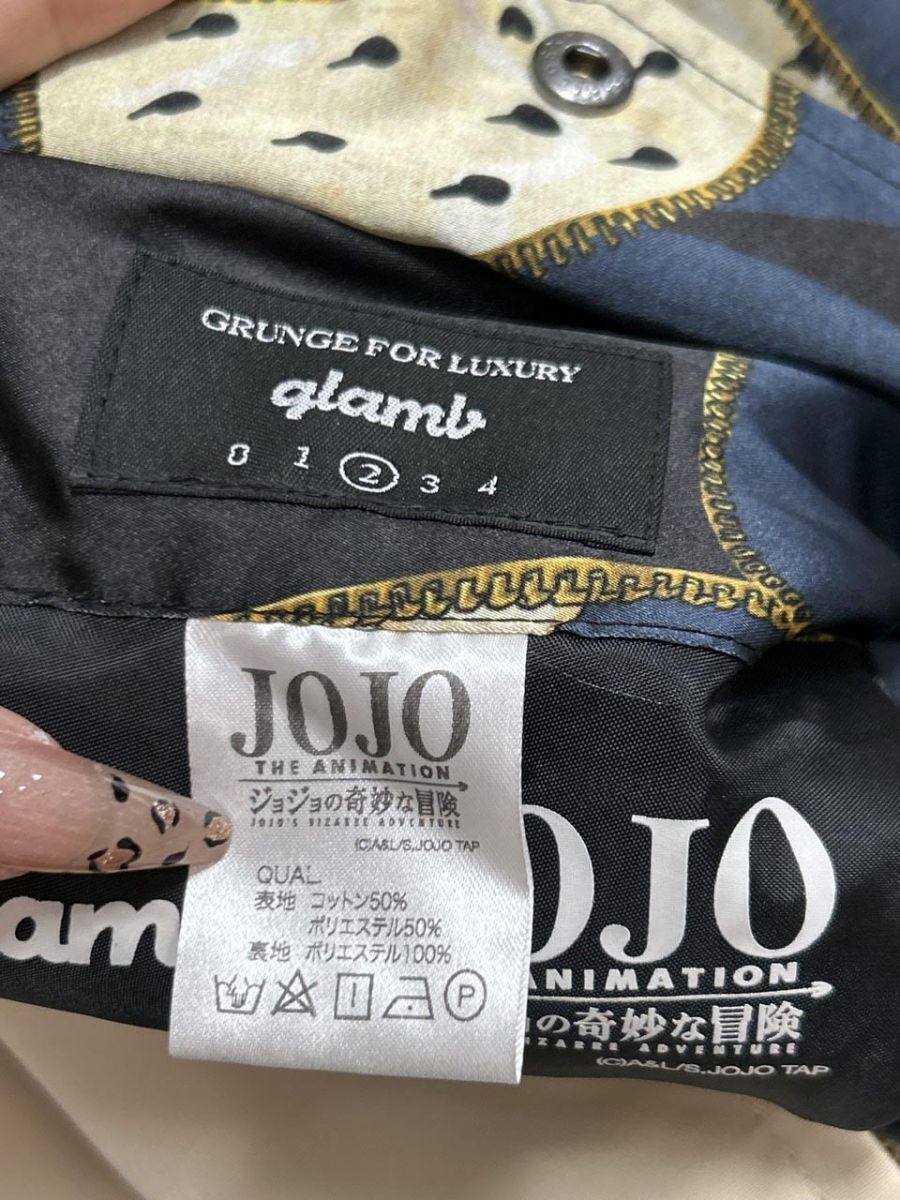 GRUNGE FOR LUXURY
glamb
0 1 2 3 4
JOJO
THE ANIMATION
ジョジョの奇妙な冒険
JOJO'S BIZARRE ADVENTURE
(C)A&L/S,JOJO TAP
QUAL
表地 コットン50%
ポリエステル50%
裏地 ポリエステル100%
P
am
OJO
ANIMATION
の奇妙な冒険
BIZARRE ADVENTURE
(C)A&L/S,JOJO TAP